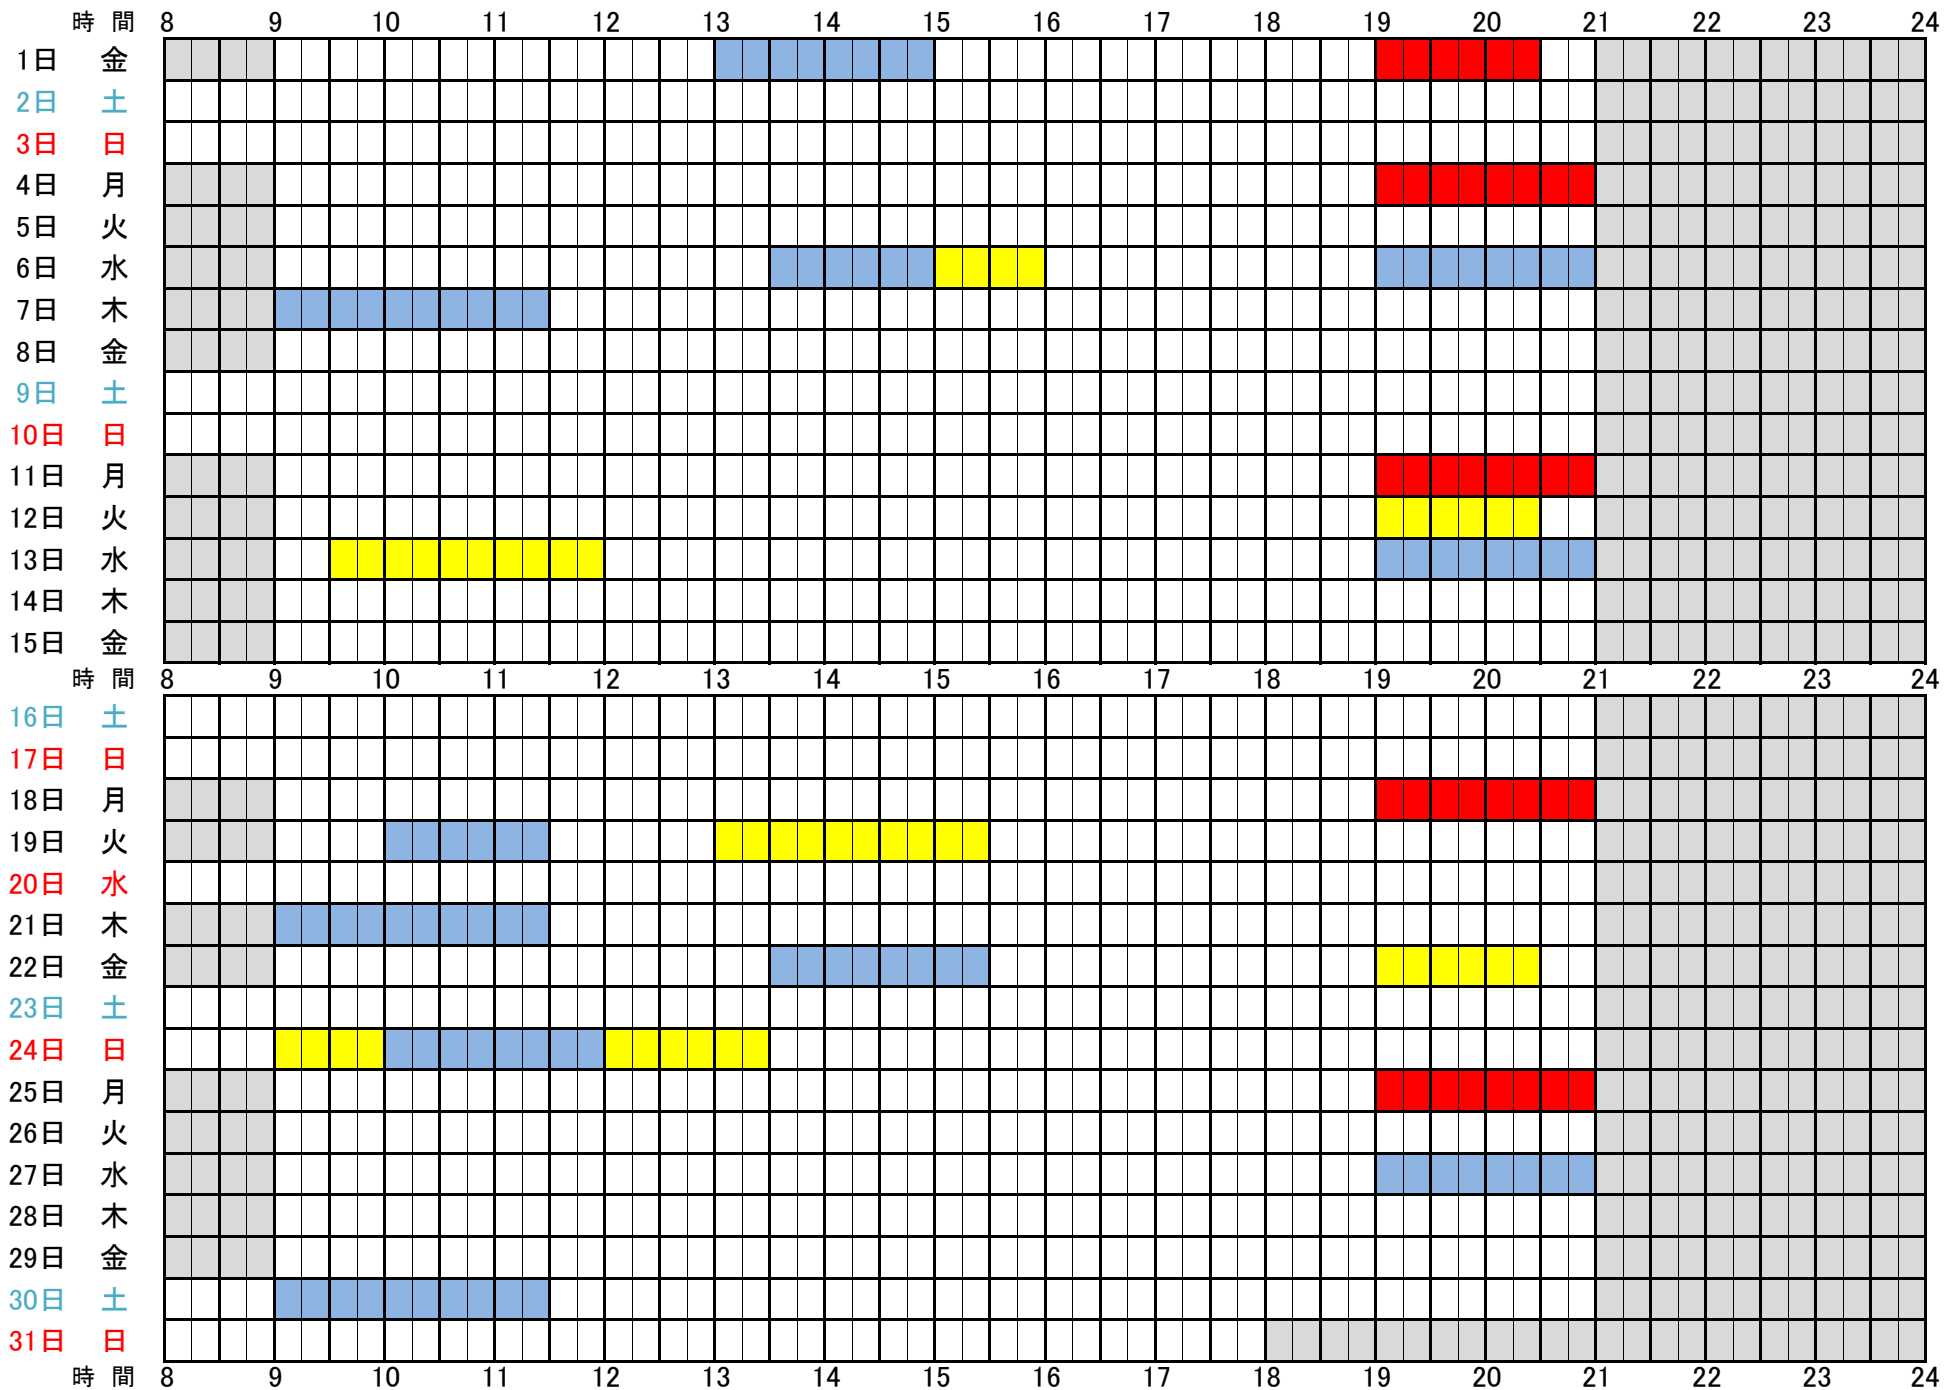 時 間 8 9 10 11 12 13 14 15 16 17 18 19 20 21 22 23 24
1日 金
2日 土
3日 日
4日 月
5日 火
6日 水
7日 木
8日 金
9日 土
10日 日
11日 月
12日 火
13日 水
14日 木
15日 金
時 間 8 9 10 11 12 13 14 15 16 17 18 19 20 21 22 23 24
16日 土
17日 日
18日 月
19日 火
20日 水
21日 木
22日 金
23日 土
24日 日
25日 月
26日 火
27日 水
28日 木
29日 金
30日 土
31日 日
時 間 8 9 10 11 12 13 14 15 16 17 18 19 20 21 22 23 24